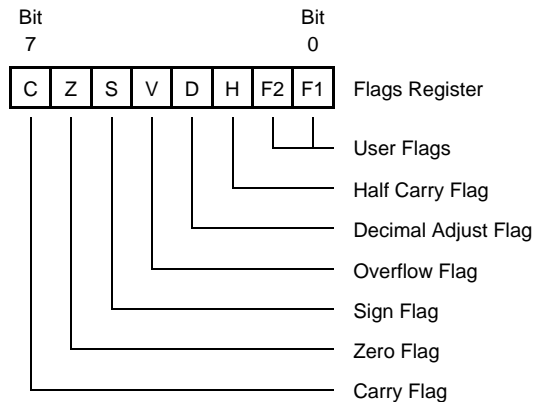 Bit Bit
7 0
C Z S V D H F2 F1 Flags Register
User Flags
Half Carry Flag
Decimal Adjust Flag
Overflow Flag
Sign Flag
Zero Flag
Carry Flag